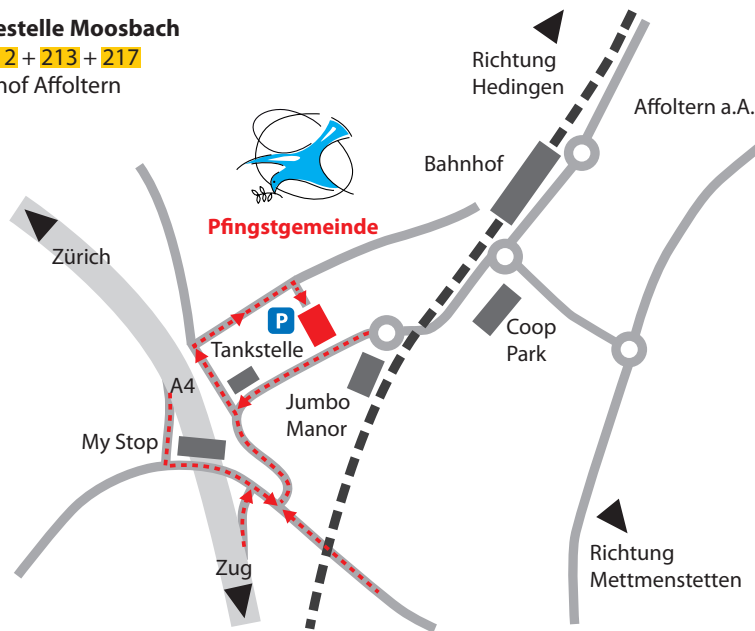 estelle Moosbach
2 + 213 + 217
hof Affoltern
Richtung
Hedingen
Affoltern a.A.
Bahnhof
Pfingstgemeinde
Zürich
P
Tankstelle
Coop
Park
A4
Jumbo
Manor
My Stop
Zug
Richtung
Mettmenstetten